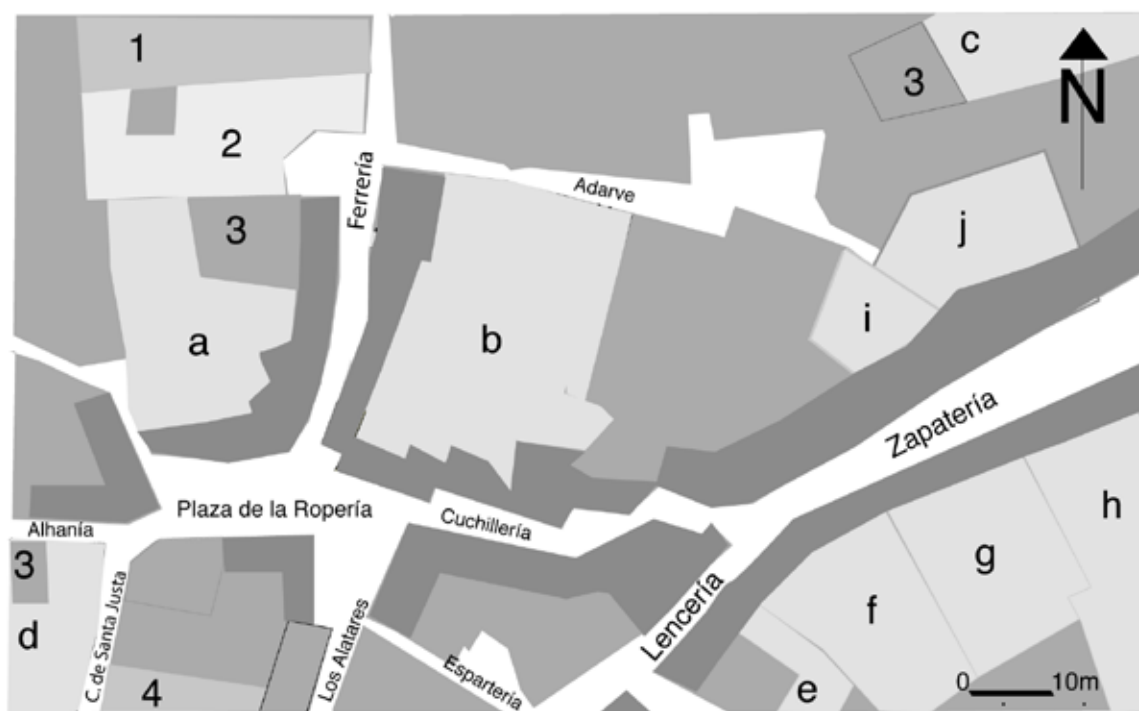 1
c
3
N
2
Ferrería
Adarve
3
j
a
b
i
Zapatería
Plaza de la Ropería
Cuchillería
Alhanía
h
3
g
C. de Santa Justa
Lencería
f
d
Los Alatares
Espartería
4
e
0 10m